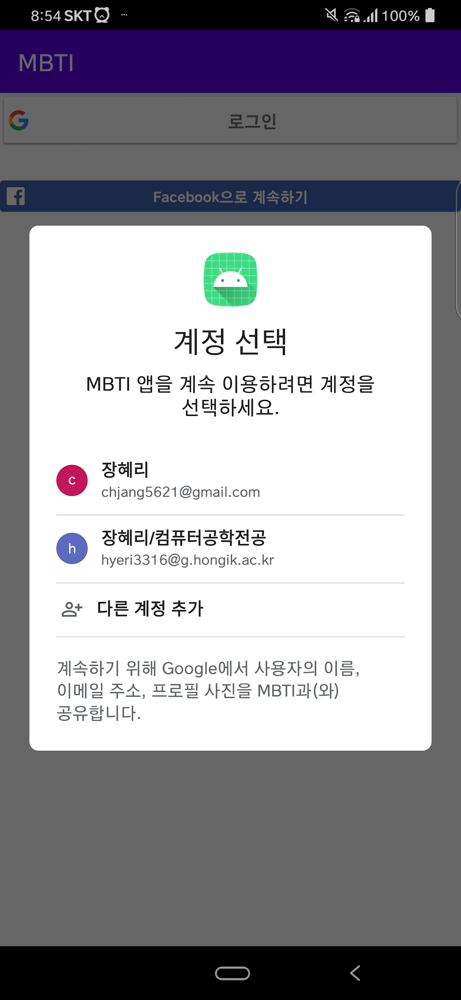 8:54 SKT ... 100%
MBTI
로그인
Facebook으로 계속하기
계정 선택
MBTI 앱을 계속 이용하려면 계정을
선택하세요.
c
장혜리
chjang5621@gmail.com
h
장혜리/컴퓨터공학전공
hyeri3316@g.hongik.ac.kr
다른 계정 추가
계속하기 위해 Google에서 사용자의 이름,
이메일 주소, 프로필 사진을 MBTI과(와)
공유합니다.